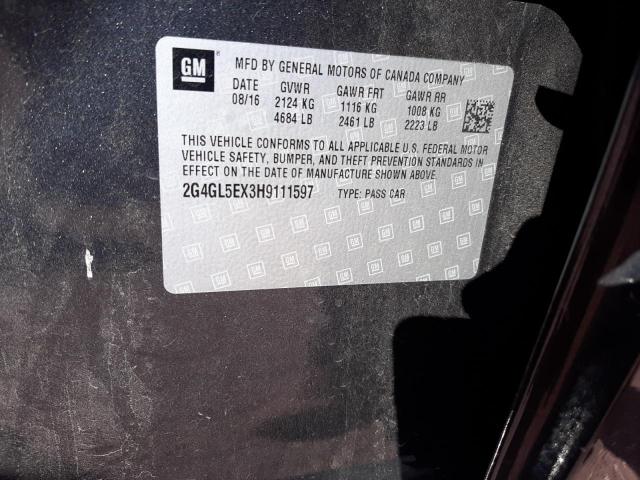 GM
MFD BY GENERAL MOTORS OF CANADA COMPANY
DATE GVWR GAWR FRT GAWR RR
08/16 2124 KG 1116 KG 1008 KG
4684 LB 2461 LB 2223 LB
THIS VEHICLE CONFORMS TO ALL APPLICABLE U.S. FEDERAL MOTOR
VEHICLE SAFETY, BUMPER, AND THEFT PREVENTION STANDARDS IN
EFFECT ON THE DATE OF MANUFACTURE SHOWN ABOVE.
2G4GL5EX3H9111597 TYPE: PASS CAR